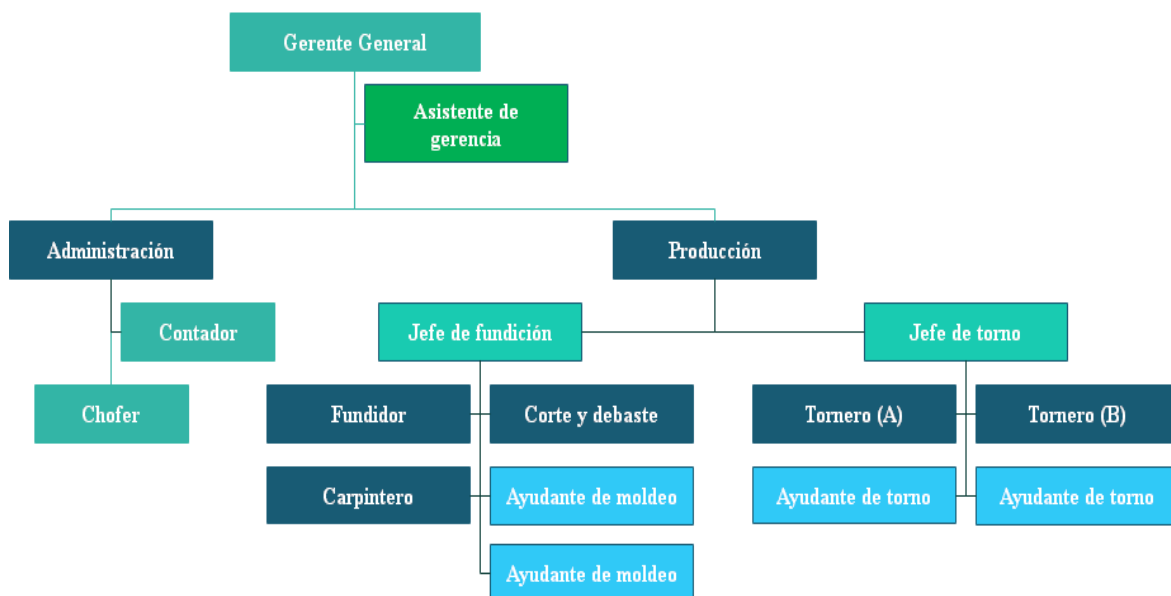 Gerente General
Asistente de
gerencia
Administración
Producción
Contador
Jefe de fundición
Jefe de torno
Chofer
Fundidor
Corte y debaste
Tornero (A)
Tornero (B)
Carpintero
Ayudante de moldeo
Ayudante de torno
Ayudante de torno
Ayudante de moldeo